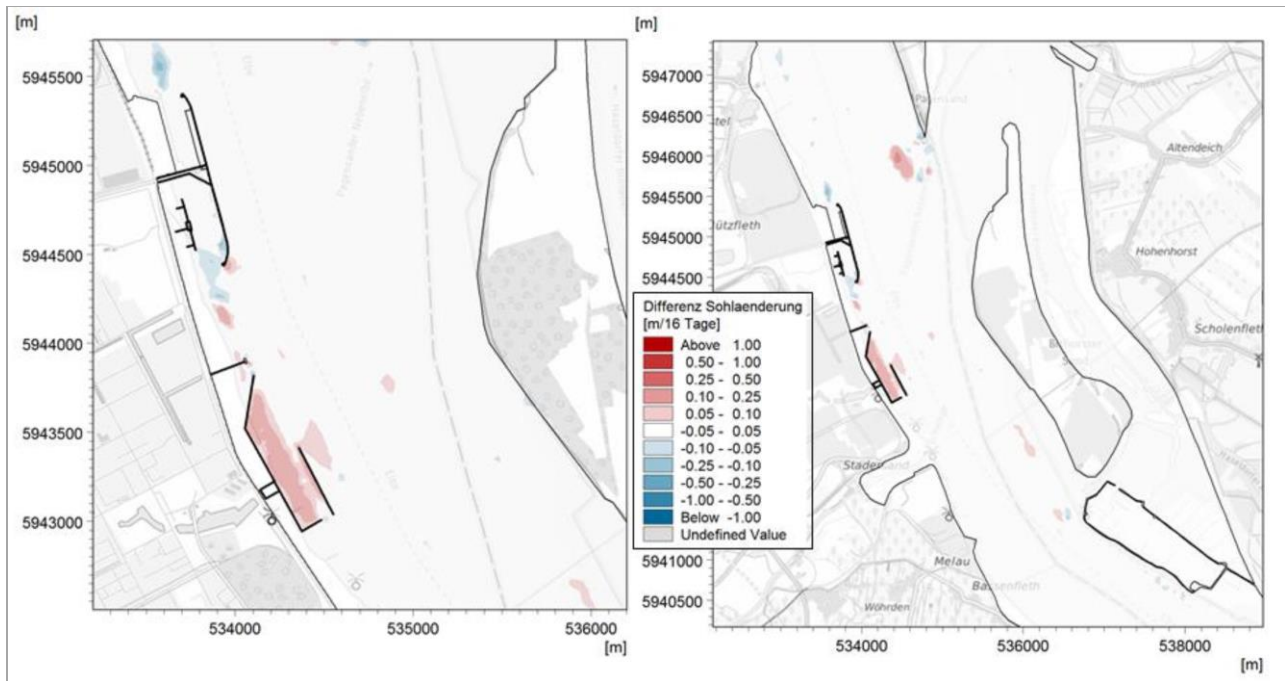 [m]
5945500
5945000
5944500
5944000
5943500
5943000
534000
535000
536000
[m]
[m]
5947000
5946500
5946000
5945500
5945000
5944500
5941000
5940500
534000
536000
538000
[m]
Altendeich
Hohenhorst
Stadersand
Melau
Bassenfleth
Wöhrden
Differenz Sohlaenderung
[m/16 Tage]
Above 1.00
0.50 - 1.00
0.25 - 0.50
0.10 - 0.25
0.05 - 0.10
-0.05 - 0.05
-0.10 - -0.05
-0.25 - -0.10
-0.50 - -0.25
-1.00 - -0.50
Below -1.00
Undefined Value